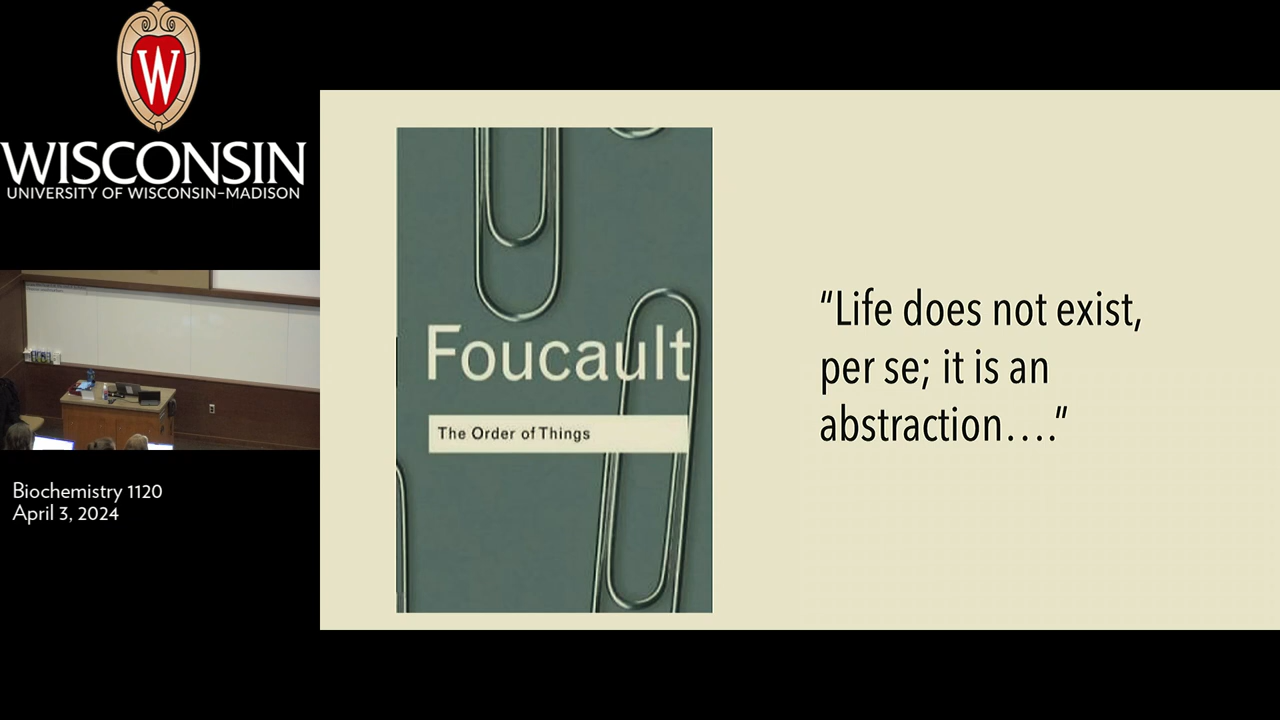 W
WISCONSIN
UNIVERSITY OF WISCONSIN–MADISON
Biochemistry 1120
April 3, 2024
Foucault
The Order of Things
“Life does not exist,
per se; it is an
abstraction....”